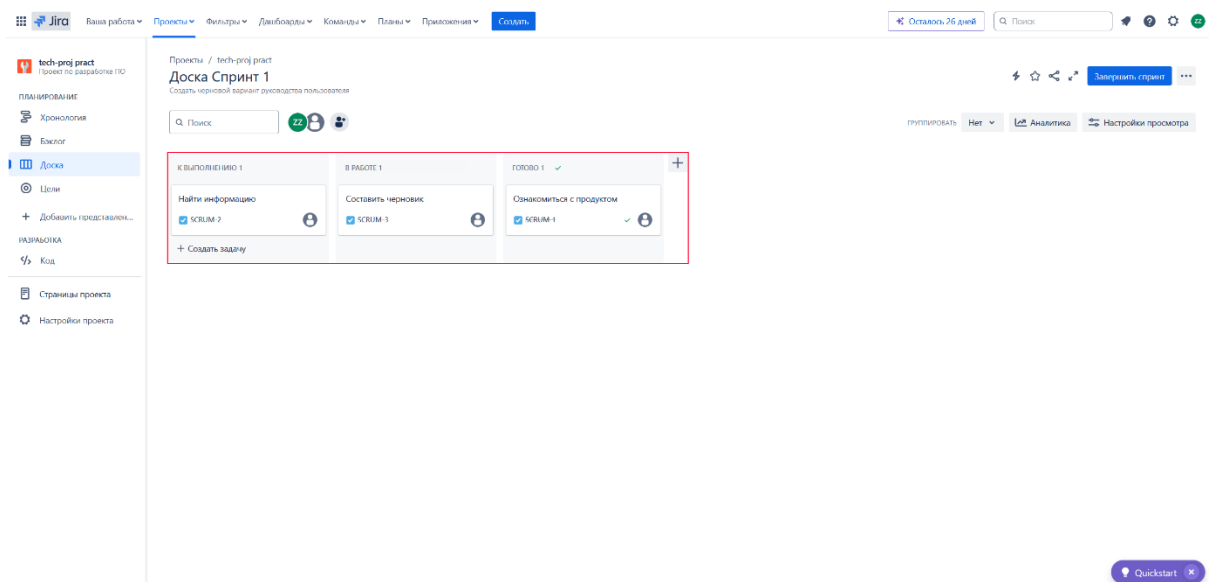 Jira Ваша работа Проекты Фильтры Дашбоарды Команды Планы Приложения Создать Осталось 26 дней Поиск ZZ
tech-proj pract
Проект по разработке ПО
ПЛАНИРОВАНИЕ
Хронология
Бэклог
Доска
Цели
Добавить представлен...
РАЗРАБОТКА
Код
Страницы проекта
Настройки проекта
Проекты / tech-proj pract
Доска Спринт 1
Создать черновой вариант руководства пользователя
Завершить спринт
Поиск ZZ
ГРУППИРОВАТЬ Нет Аналитика Настройки просмотра
К ВЫПОЛНЕНИЮ 1
Найти информацию
SCRUM-2
+ Создать задачу
В РАБОТЕ 1
Составить черновик
SCRUM-3
ГОТОВО 1
Ознакомиться с продуктом
SCRUM-1
Quickstart